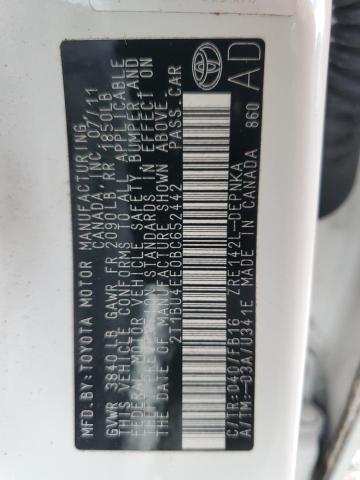 MFD.BY:TOYOTA MOTOR MANUFACTURING
CANADA, INC. 07/11
GVWR 3840LB GAWR FR 2090LB RR 1850LB
THIS VEHICLE CONFORMS TO ALL APPLICABLE
FEDERAL MOTOR VEHICLE SAFETY, BUMPER, AND
THEFT PREVENTION STANDARDS IN EFFECT ON
THE DATE OF MANUFACTURE SHOWN ABOVE.
2T1BU4EE0BC652442 PASS.CAR
C/TR:040/FB16 ZRE142L-DEPNKA
A/TM:-03A/U341E MADE IN CANADA 860
TOYOTA
AD